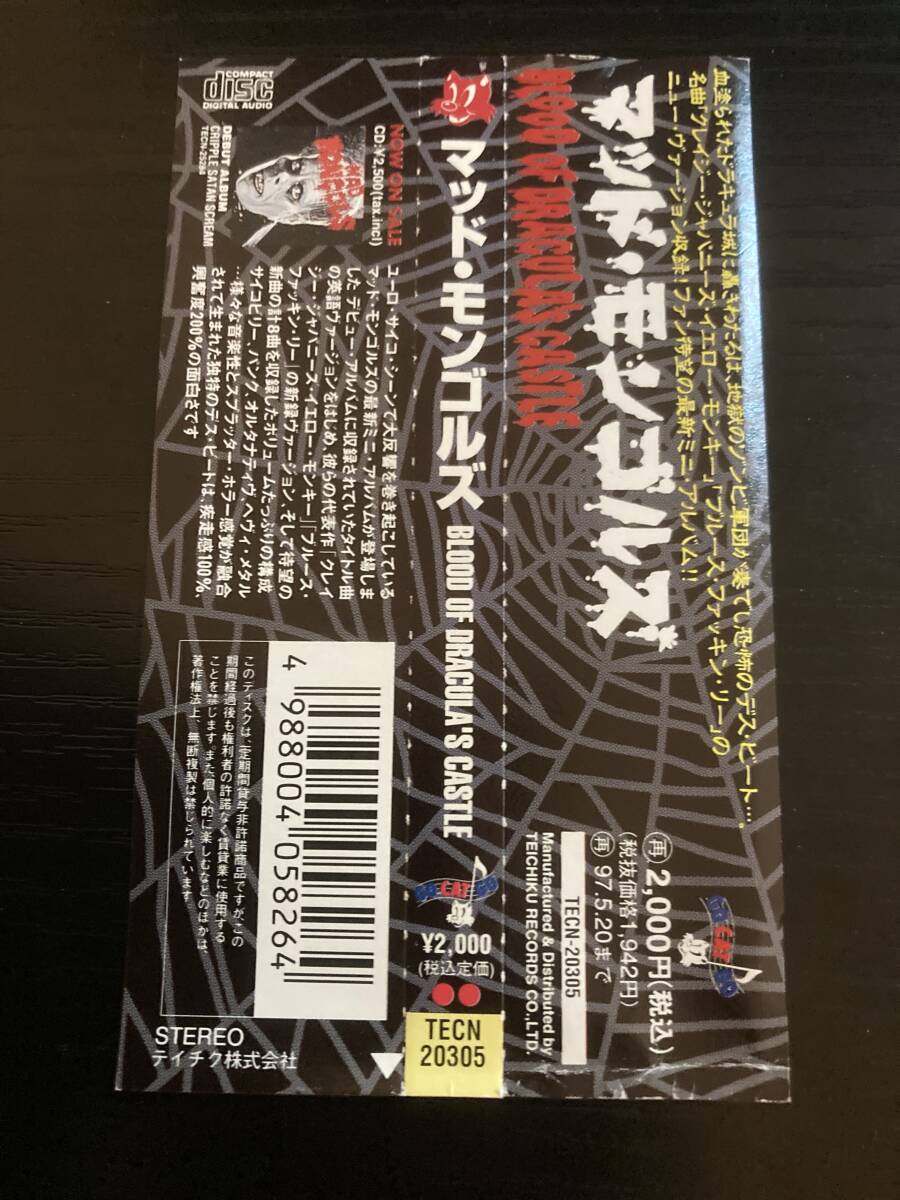 血塗られたドラキュラ城に轟きわたるは、地獄のゾンビ軍団が奏でし恐怖のデス・ビート…。
名曲「クレイジー・ジャパニーズ・イエロー・モンキー」「ブルース・ファッキン・リー」の
ニュー・ヴァージョン収録!ファン待望の最新ミニ・アルバム!!
マッド・モンゴルズ
BLOOD OF DRACULA'S CASTLE
CAT
再 2,000円(税込)
(税抜価格1,942円)
再 '97.5.20まで
TECN-20305
Manufactured & Distributed by
TEICHIKU RECORDS CO.,LTD.
マッド・モンゴルズ
BLOOD OF DRACULA'S CASTLE
CAT
¥2,000
(税込定価)
TECN
20305
COMPACT
disc
DIGITAL AUDIO
NOW ON SALE
CD:¥2,500(tax.incl)
MAD MONGOLS
DEBUT ALBUM
CRIPPLE SATAN SCREAM
TECN-25284
ユーロ・サイコ・シーンで大反響を巻き起こしている
マッド・モンゴルズの最新ミニ・アルバムが登場しま
した デビュー・アルバムに収録されていたタイトル曲
の英語ヴァージョンをはじめ、彼らの代表作「クレイ
ジー・ジャパニーズ・イエロー・モンキー」「ブルース・
ファッキン・リー」の新録ヴァージョン、そして待望の
新曲の計8曲を収録したボリュームたっぷりの構成
サイコビリー、パンク、オルタナティヴ、ヘヴィ・メタル
…様々な音楽性とスプラッター・ホラー感覚が融合
されて生まれた独特のデス・ビートは、疾走感100%、
興奮度200%の面白さです
4 988004 058264
このディスクは、一定期間貸与非許諾商品ですが、この
期間経過後も権利者の許諾なく賃貸業に使用する
ことを禁じます。また、個人的に楽しむなどのほかは、
著作権法上、無断複製は禁じられています。
STEREO
テイチク株式会社